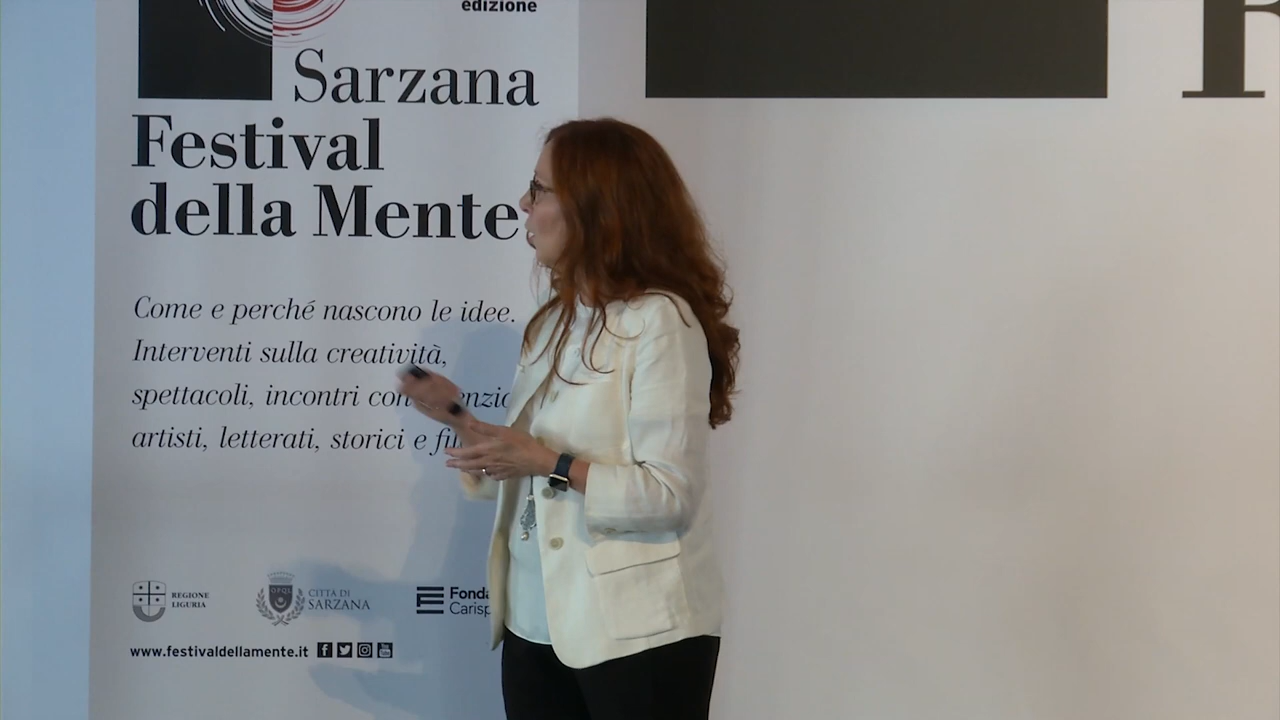 edizione
Sarzana
Festival
della Mente
Come e perché nascono le idee.
Interventi sulla creatività,
spettacoli, incontri con
artisti, letterati, storici e
REGIONE
LIGURIA
CITTÀ DI
SARZANA
Fonda
Carisp
www.festivaldellamente.it